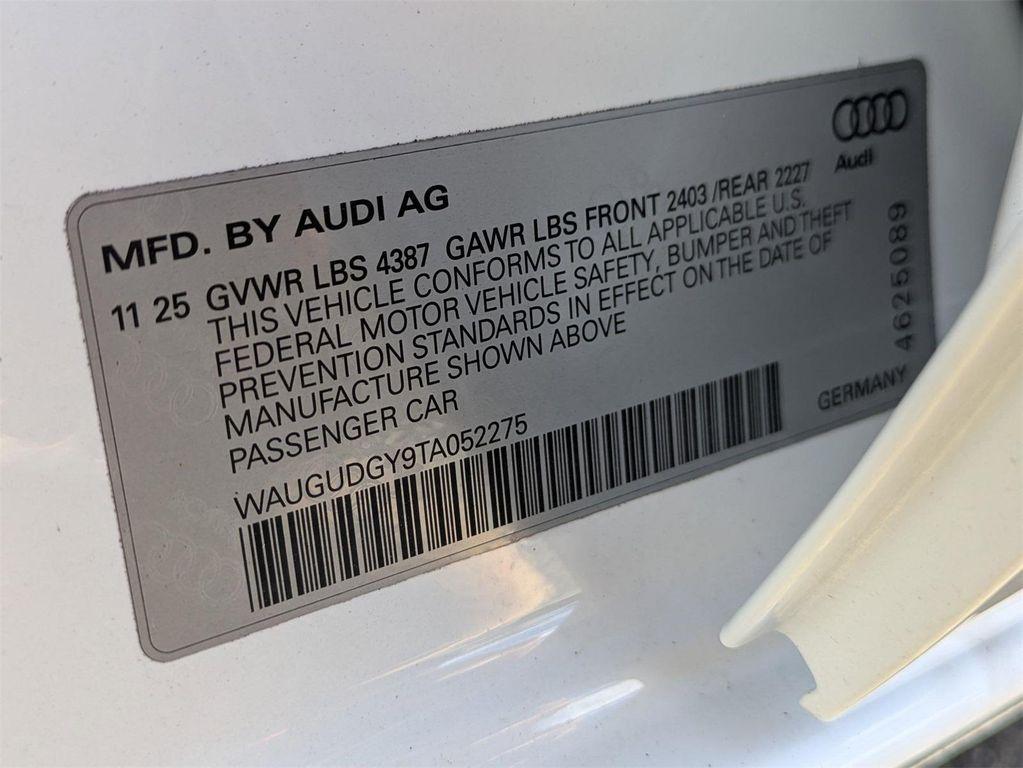 Audi
MFD. BY AUDI AG
11 25 GVWR LBS 4387 GAWR LBS FRONT 2403 /REAR 2227
THIS VEHICLE CONFORMS TO ALL APPLICABLE U.S.
FEDERAL MOTOR VEHICLE SAFETY, BUMPER AND THEFT
PREVENTION STANDARDS IN EFFECT ON THE DATE OF
MANUFACTURE SHOWN ABOVE
PASSENGER CAR
WAUGUDGY9TA052275
GERMANY
4625089